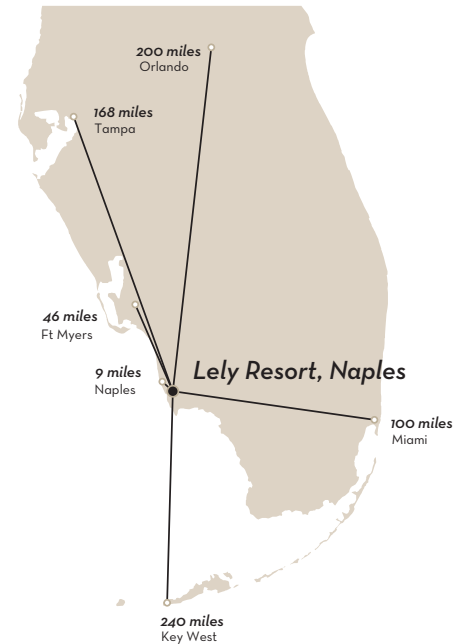 200 miles
Orlando
168 miles
Tampa
46 miles
Ft Myers
9 miles
Naples
Lely Resort, Naples
100 miles
Miami
240 miles
Key West